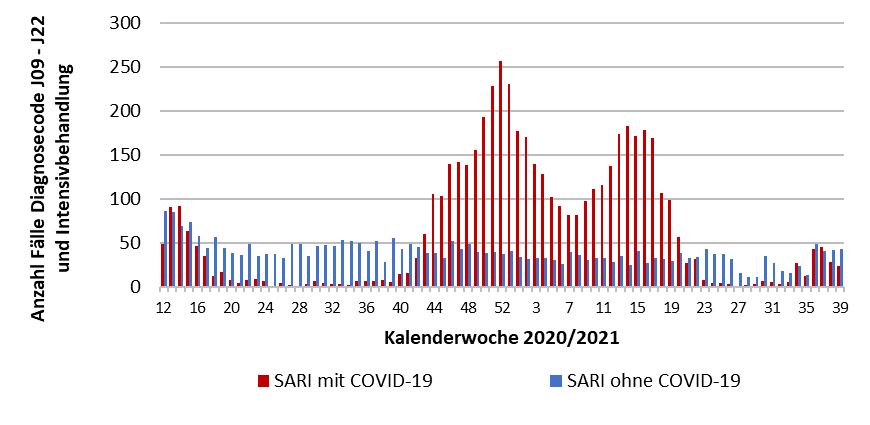 Anzahl Fälle Diagnosecode J09 - J22
und Intensivbehandlung
300
250
200
150
100
50
0
12 16 20 24 28 32 36 40 44 48 52 3 7 11 15 19 23 27 31 35 39
Kalenderwoche 2020/2021
SARI mit COVID-19 SARI ohne COVID-19